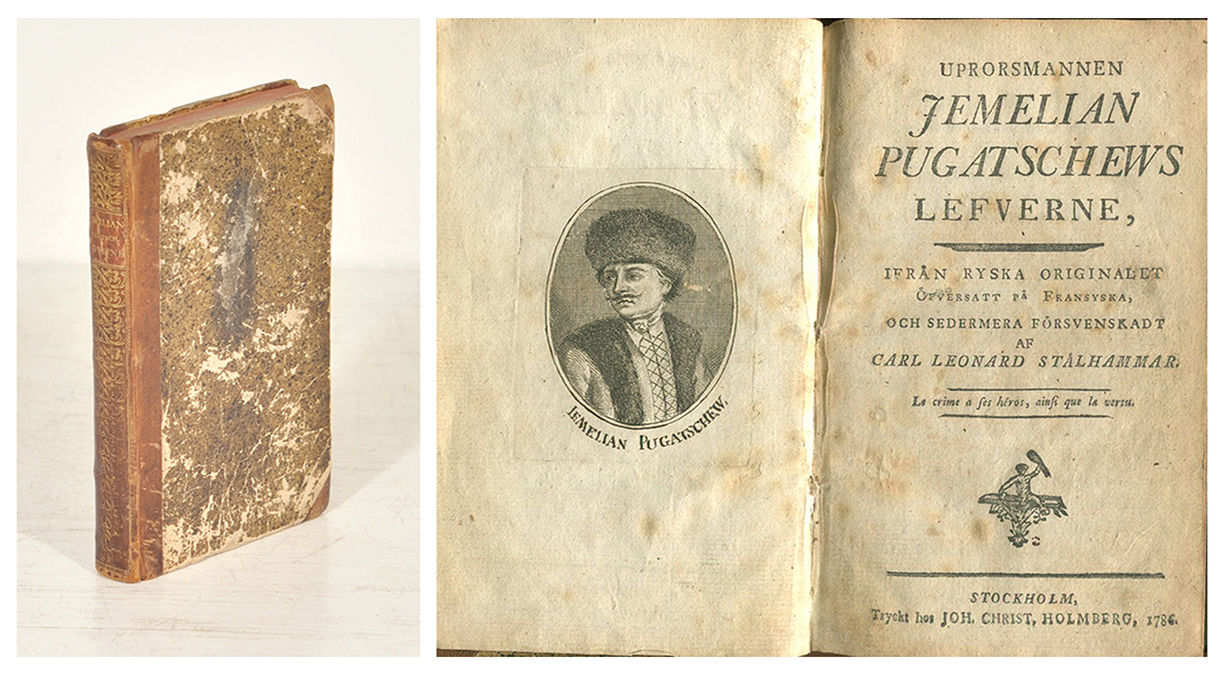 JEMELIAN PUGATSCHEW.
UPRORSMANNEN
JEMELIAN
PUGATSCHEWS
LEFVERNE,
IFRÅN RYSKA ORIGINALET
ÖFVERSATT PÅ FRANSYSKA,
OCH SEDERMERA FÖRSVENSKADT
AF
CARL LEONARD STÅLHAMMAR.
Le crime a ſes héros, ainſi que la vertu.
STOCKHOLM,
Tryckt hos JOH. CHRIST, HOLMBERG, 1786.